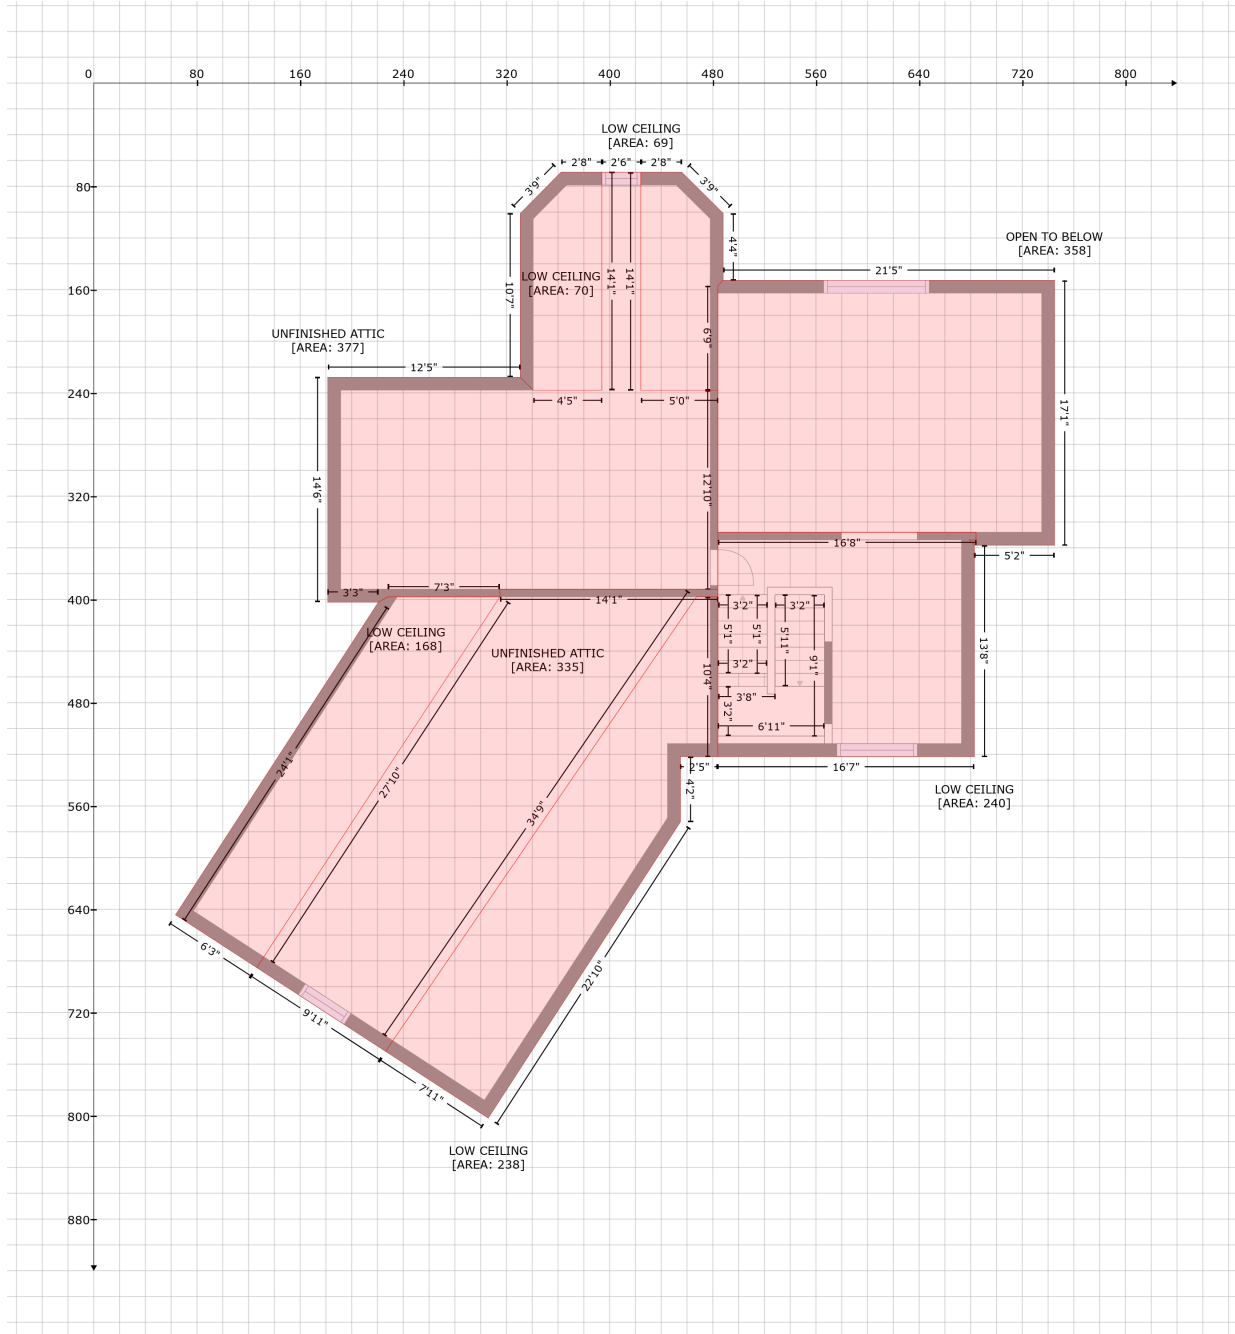 0 80 160 240 320 400 480 560 640 720 800
LOW CEILING
[AREA: 69]
2'8" 2'6" 2'8"
3'9" 3'9"
80
4'4"
OPEN TO BELOW
[AREA: 358]
21'5"
LOW CEILING
[AREA: 70]
14'1" 14'1"
10'7"
160
UNFINISHED ATTIC
[AREA: 377]
6'9"
12'5"
240
4'5" 5'0"
17'1"
14'6"
12'10"
320
16'8"
5'2"
7'3"
3'3"
14'1"
400
3'2" 3'2"
LOW CEILING
[AREA: 168]
5'1" 5'1" 5'11"
UNFINISHED ATTIC
[AREA: 335]
13'8"
9'1"
3'2"
10'4"
3'8"
480
3'2"
6'11"
2'5" 16'7"
24'1"
27'10"
4'2"
LOW CEILING
[AREA: 240]
560
34'9"
640
6'3"
22'10"
720
9'11"
7'11"
800
LOW CEILING
[AREA: 238]
880